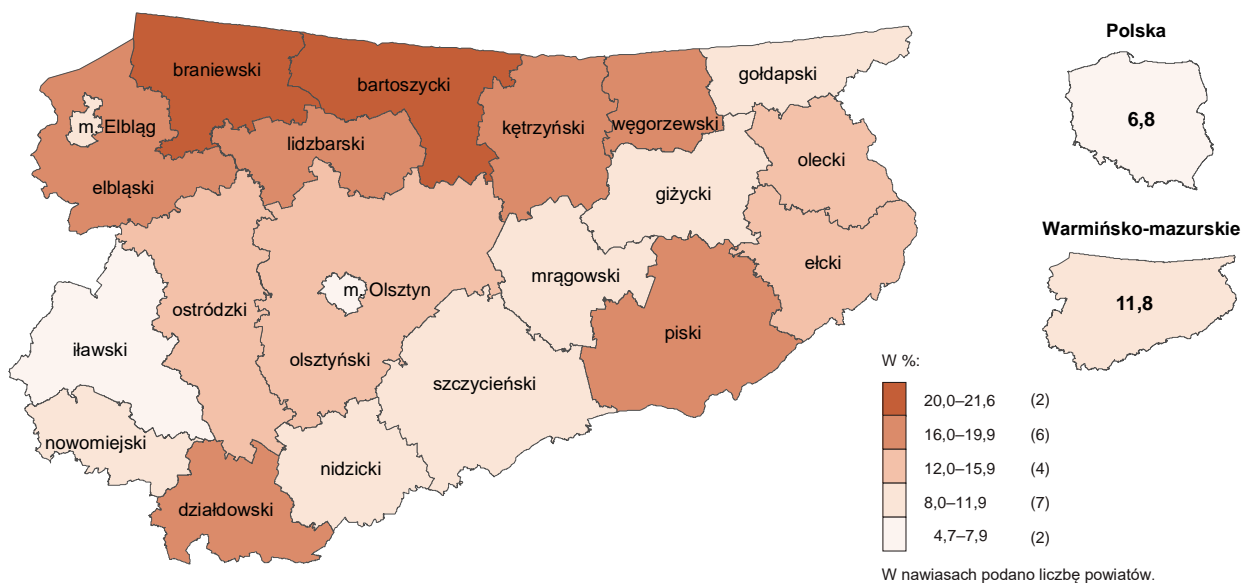 Polska
6,8
Warmińsko-mazurskie
11,8
braniewski
bartoszycki
gołdapski
m. Elbląg
kętrzyński
węgorzewski
lidzbarski
olecki
elbląski
giżycki
mrągowski
ełcki
m. Olsztyn
ostródzki
iławski
olsztyński
piski
szczycieński
nowomiejski
nidzicki
działdowski
W %:
20,0–21,6 (2)
16,0–19,9 (6)
12,0–15,9 (4)
8,0–11,9 (7)
4,7–7,9 (2)
W nawiasach podano liczbę powiatów.